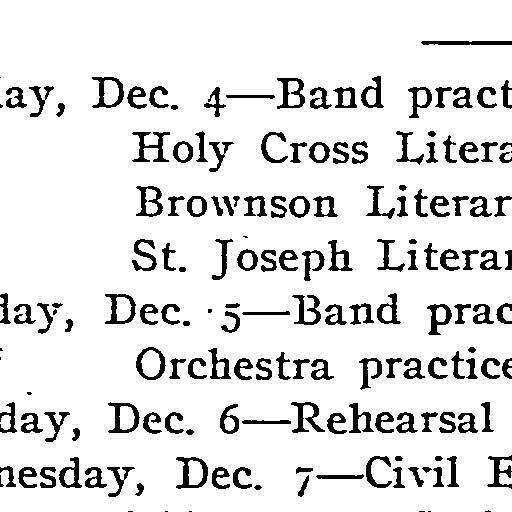 ay, Dec. 4—Band pract
Holy Cross Litera
Brownson Literar
St. Joseph Literar
day, Dec. 5—Band prac
Orchestra practice
day, Dec. 6—Rehearsal
nesday, Dec. 7—Civil E